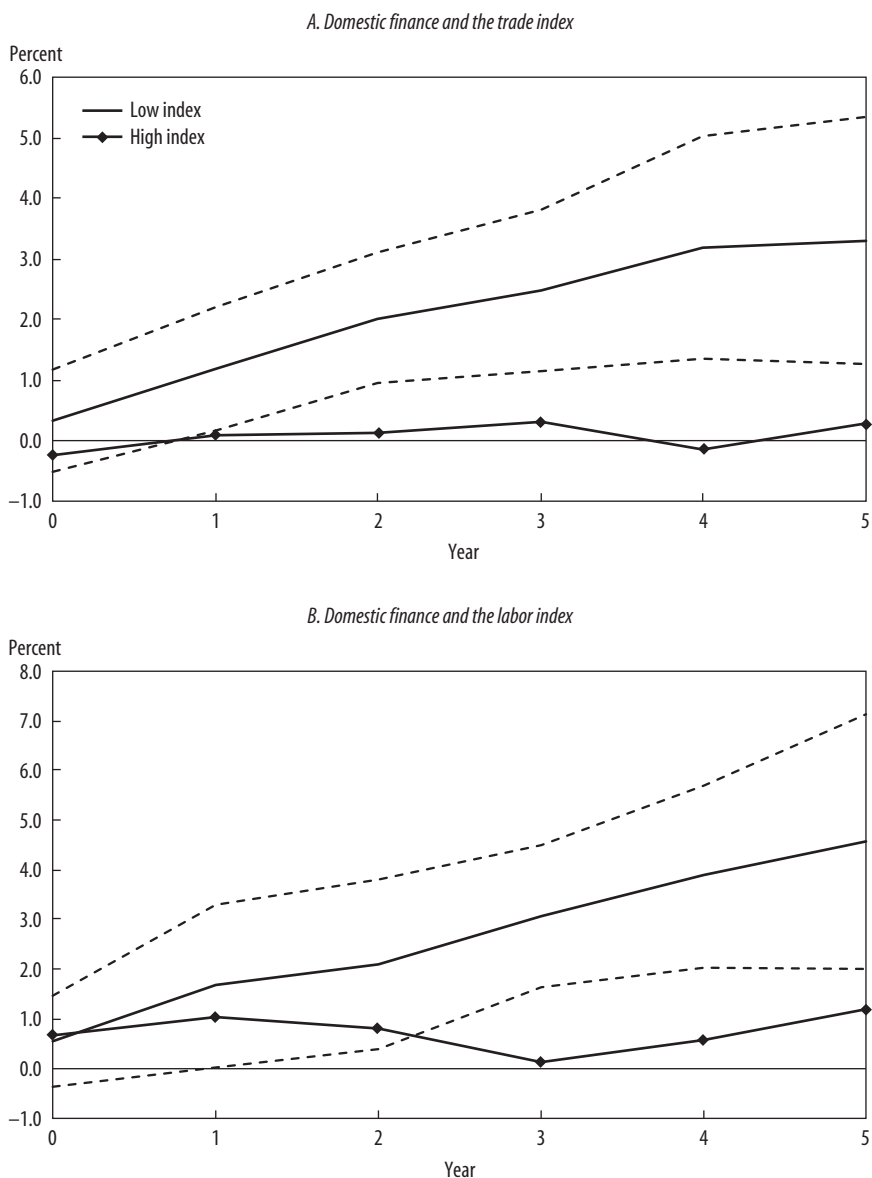 A. Domestic finance and the trade index
Percent
6.0
5.0
4.0
3.0
2.0
1.0
0.0
–1.0
Low index
High index
0 1 2 3 4 5
Year
B. Domestic finance and the labor index
Percent
8.0
7.0
6.0
5.0
4.0
3.0
2.0
1.0
0.0
–1.0
0 1 2 3 4 5
Year